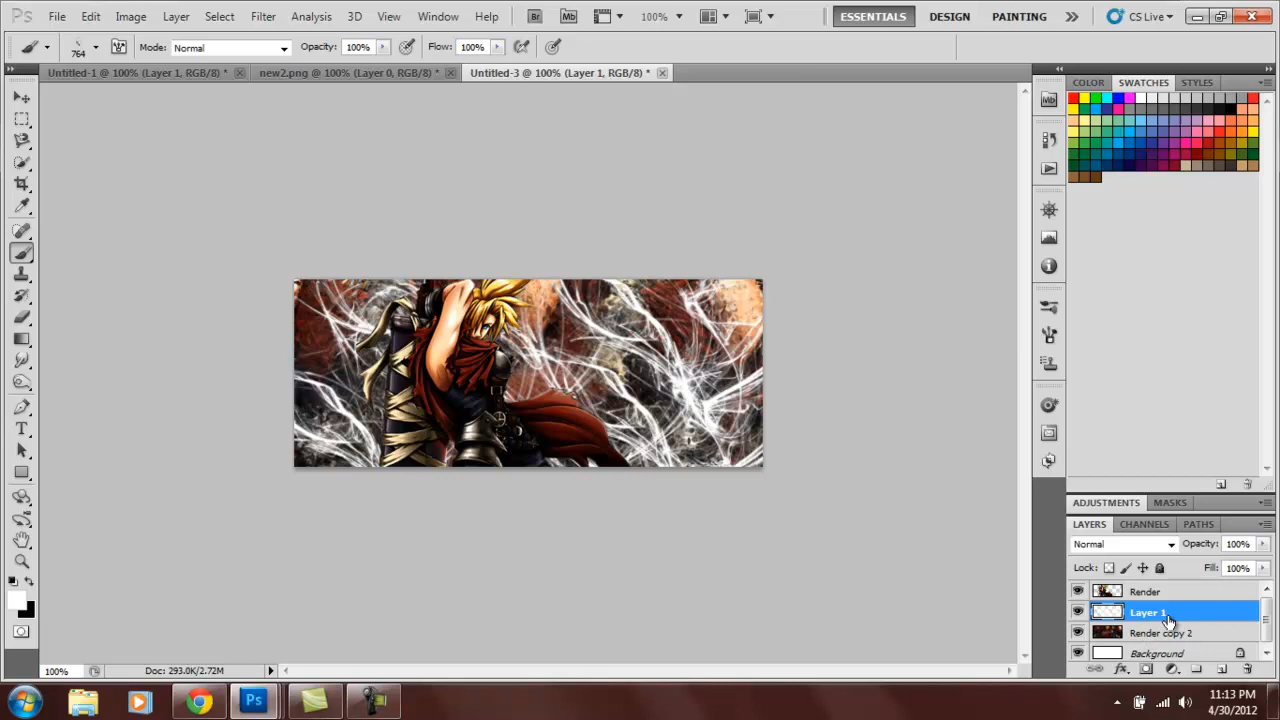 Ps File Edit Image Layer Select Filter Analysis 3D View Window Help Br Mb 100% ESSENTIALS DESIGN PAINTING CS Live
764 Mode: Normal Opacity: 100% Flow: 100%
Untitled-1 @ 100% (Layer 1, RGB/8) * new2.png @ 100% (Layer 0, RGB/8) * Untitled-3 @ 100% (Layer 1, RGB/8) *
COLOR SWATCHES STYLES
Mb
ADJUSTMENTS MASKS
LAYERS CHANNELS PATHS
Normal Opacity: 100%
Lock: Fill: 100%
Render
Layer 1
Render copy 2
Background
100% Doc: 293.0K/2.72M
Ps
11:13 PM
4/30/2012